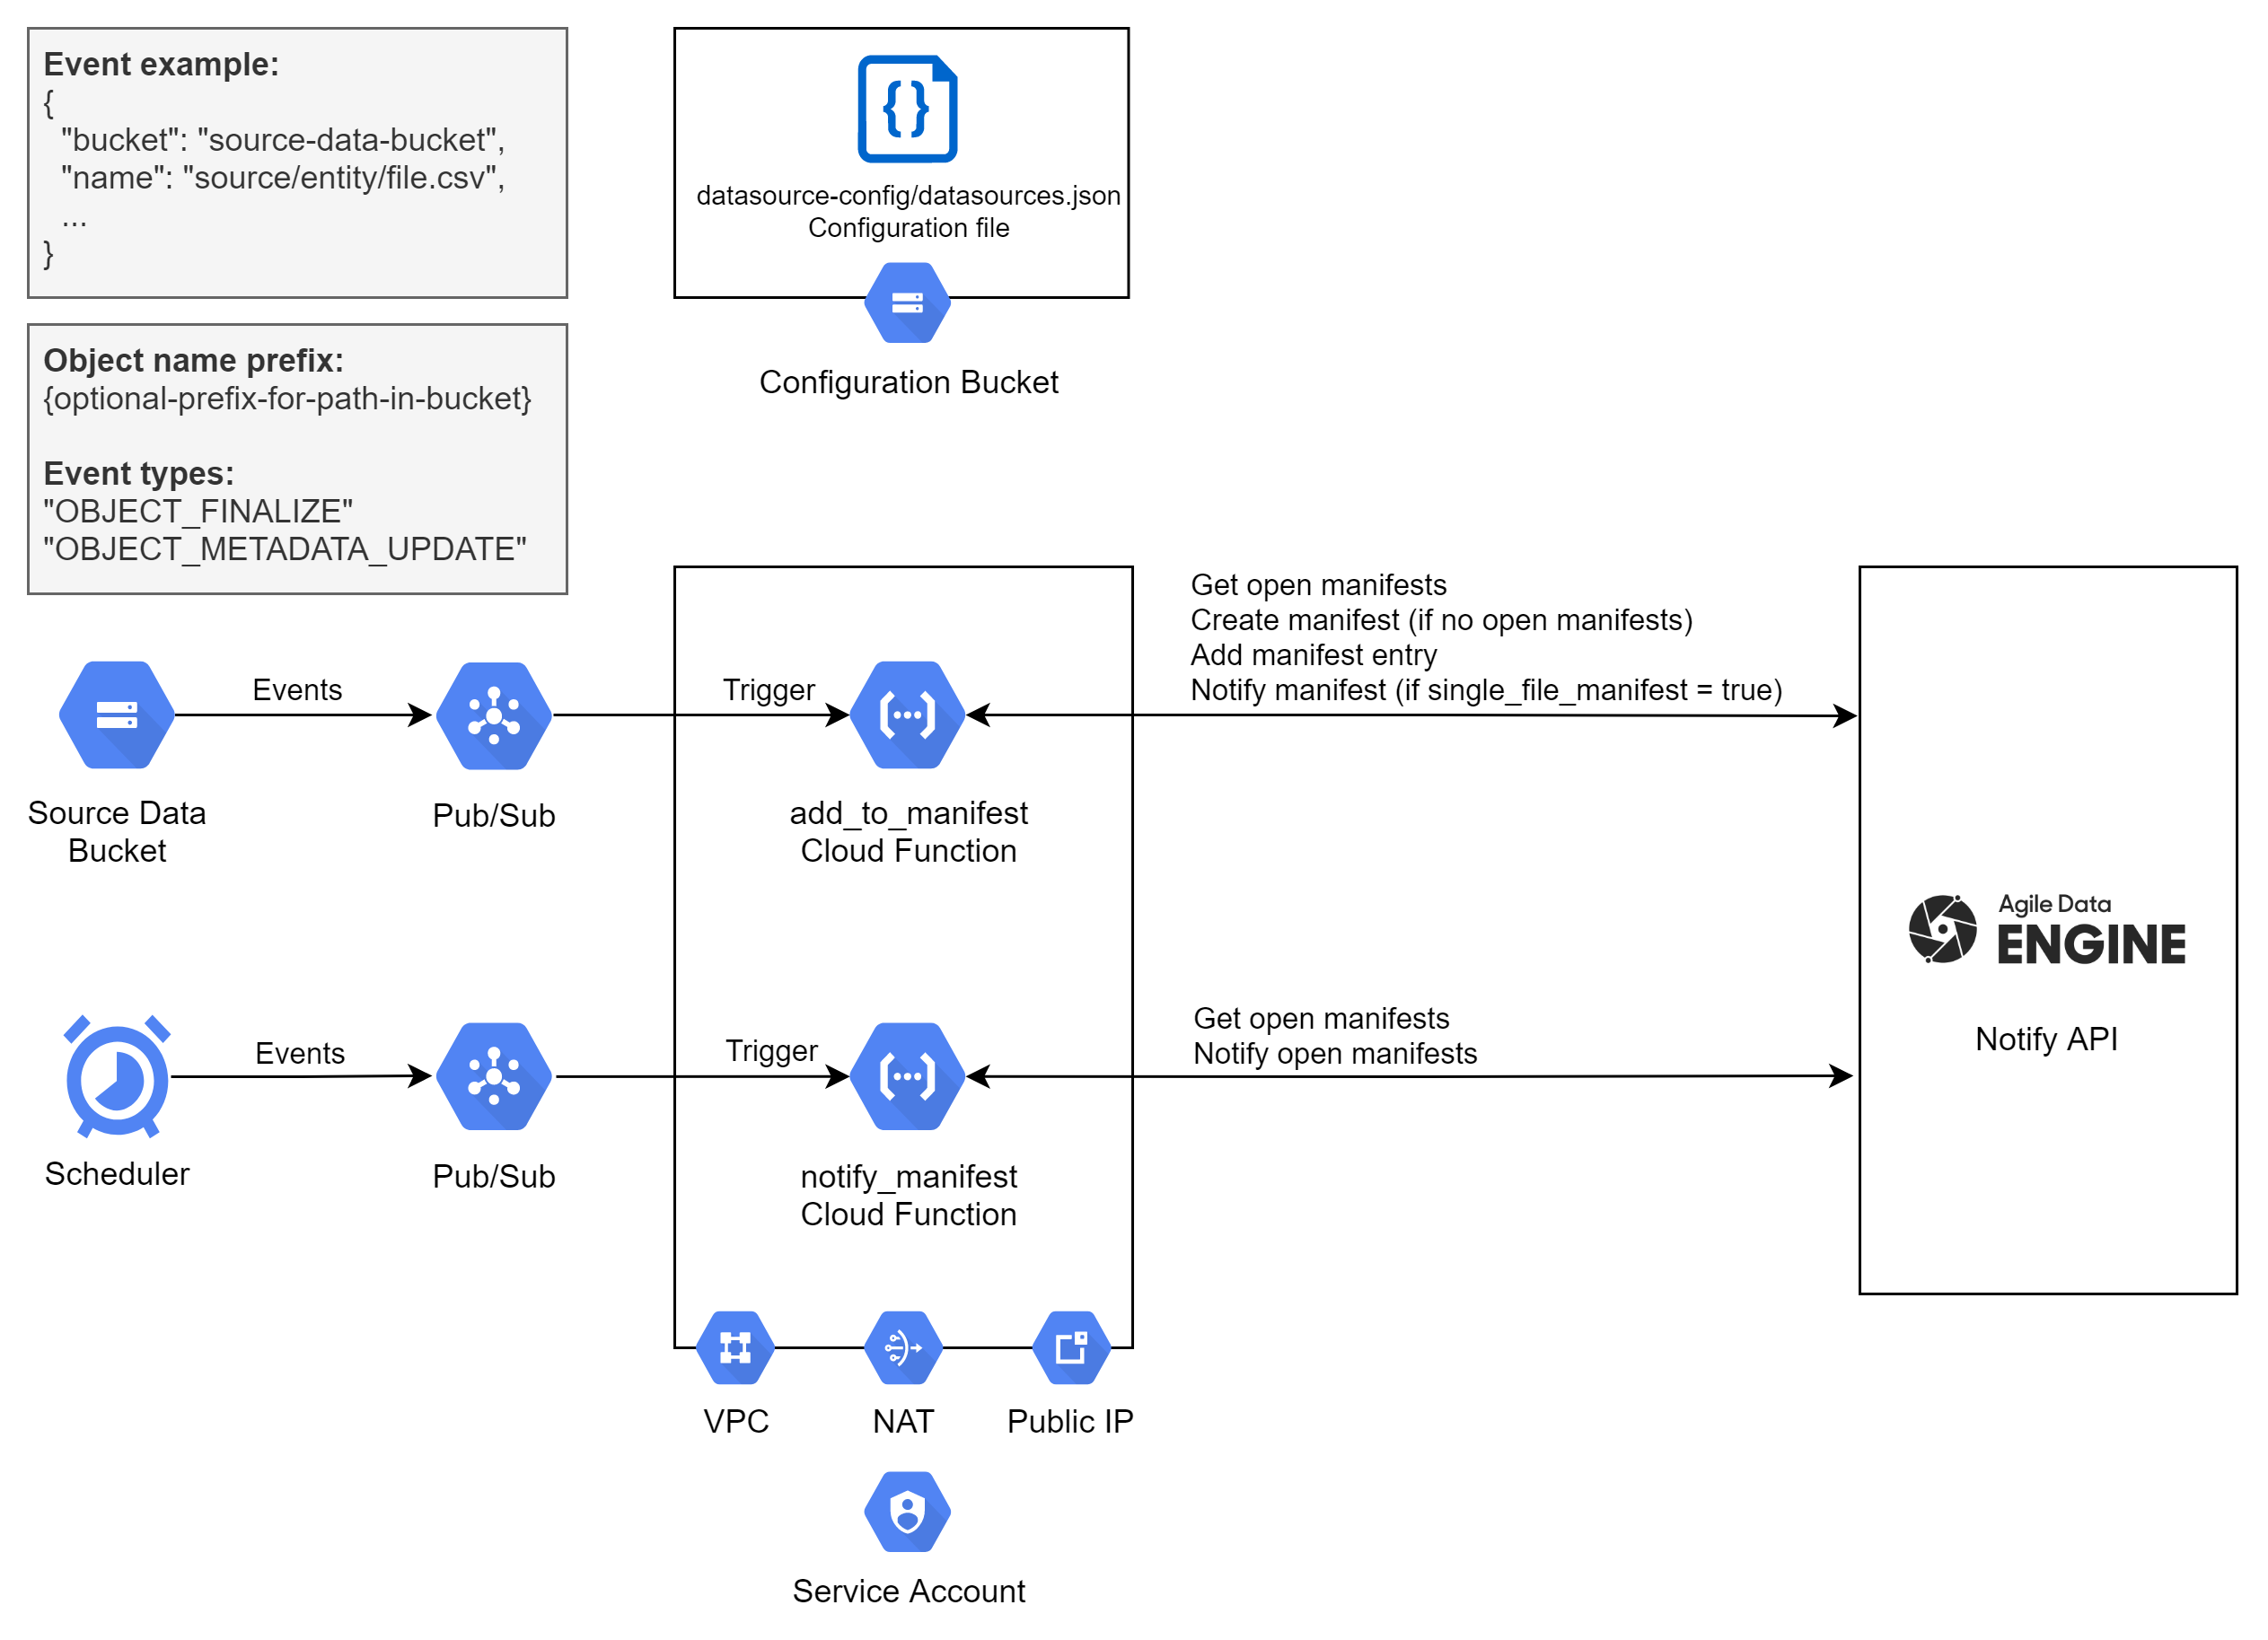 Event example:
{
"bucket": "source-data-bucket",
"name": "source/entity/file.csv",
...
}
Object name prefix:
{optional-prefix-for-path-in-bucket}
Event types:
"OBJECT_FINALIZE"
"OBJECT_METADATA_UPDATE"
datasource-config/datasources.json
Configuration file
Configuration Bucket
Source Data
Bucket
Events
Pub/Sub
Trigger
add_to_manifest
Cloud Function
Get open manifests
Create manifest (if no open manifests)
Add manifest entry
Notify manifest (if single_file_manifest = true)
Scheduler
Events
Pub/Sub
Trigger
notify_manifest
Cloud Function
Get open manifests
Notify open manifests
Agile Data
ENGINE
Notify API
VPC
NAT
Public IP
Service Account